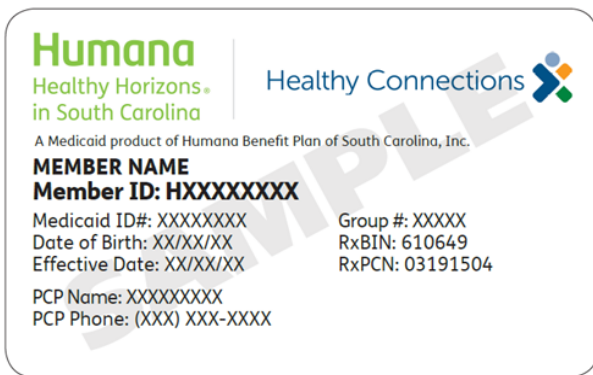 Humana
Healthy Horizons®
in South Carolina
Healthy Connections
A Medicaid product of Humana Benefit Plan of South Carolina, Inc.
MEMBER NAME
Member ID: HXXXXXXXX
Medicaid ID#: XXXXXXXX
Date of Birth: XX/XX/XX
Effective Date: XX/XX/XX
Group #: XXXXX
RxBIN: 610649
RxPCN: 03191504
PCP Name: XXXXXXXXX
PCP Phone: (XXX) XXX-XXXX
SAMPLE